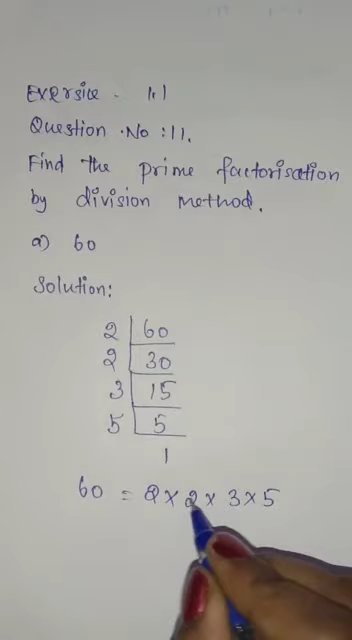 Exersice - 1.1
Question .No :11.
Find the prime factorisation
by division method.
a) 60
Solution:
2 | 60
2 | 30
3 | 15
5 | 5
1
60 = 2 x 2 x 3 x 5